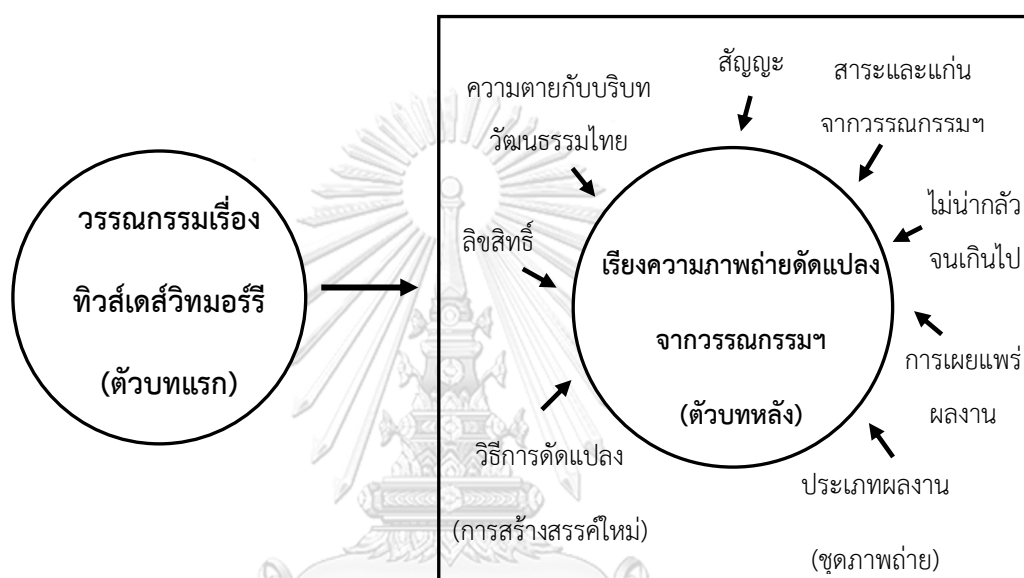 วรรณกรรมเรื่อง
ทิวส์เดส์วิทมอร์รี
(ตัวบทแรก)
สัญญะ
สาระและแก่น
จากวรรณกรรมฯ
ความตายกับบริบท
วัฒนธรรมไทย
ไม่น่ากลัว
จนเกินไป
ลิขสิทธิ์
เรียงความภาพถ่ายดัดแปลง
จากวรรณกรรมฯ
(ตัวบทหลัง)
การเผยแพร่
ผลงาน
วิธีการดัดแปลง
(การสร้างสรรค์ใหม่)
ประเภทผลงาน
(ชุดภาพถ่าย)